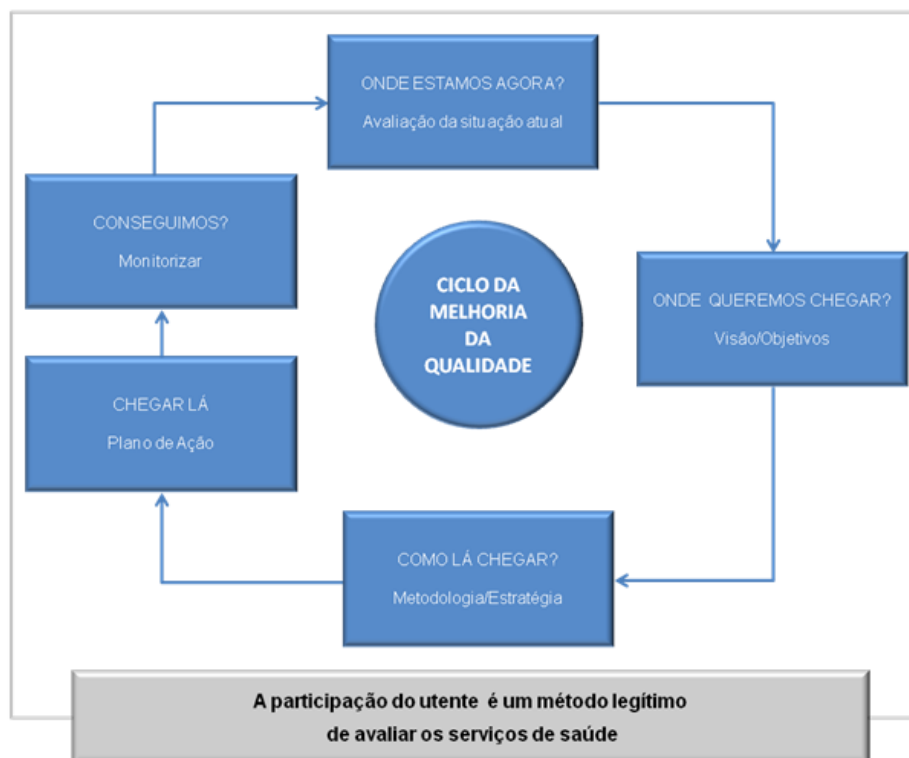 ONDE ESTAMOS AGORA?
Avaliação da situação atual
ONDE QUEREMOS CHEGAR?
Visão/Objetivos
COMO LÁ CHEGAR?
Metodologia/Estratégia
CHEGAR LÁ
Plano de Ação
CONSEGUIMOS?
Monitorizar
CICLO DA
MELHORIA
DA
QUALIDADE
A participação do utente é um método legítimo
de avaliar os serviços de saúde